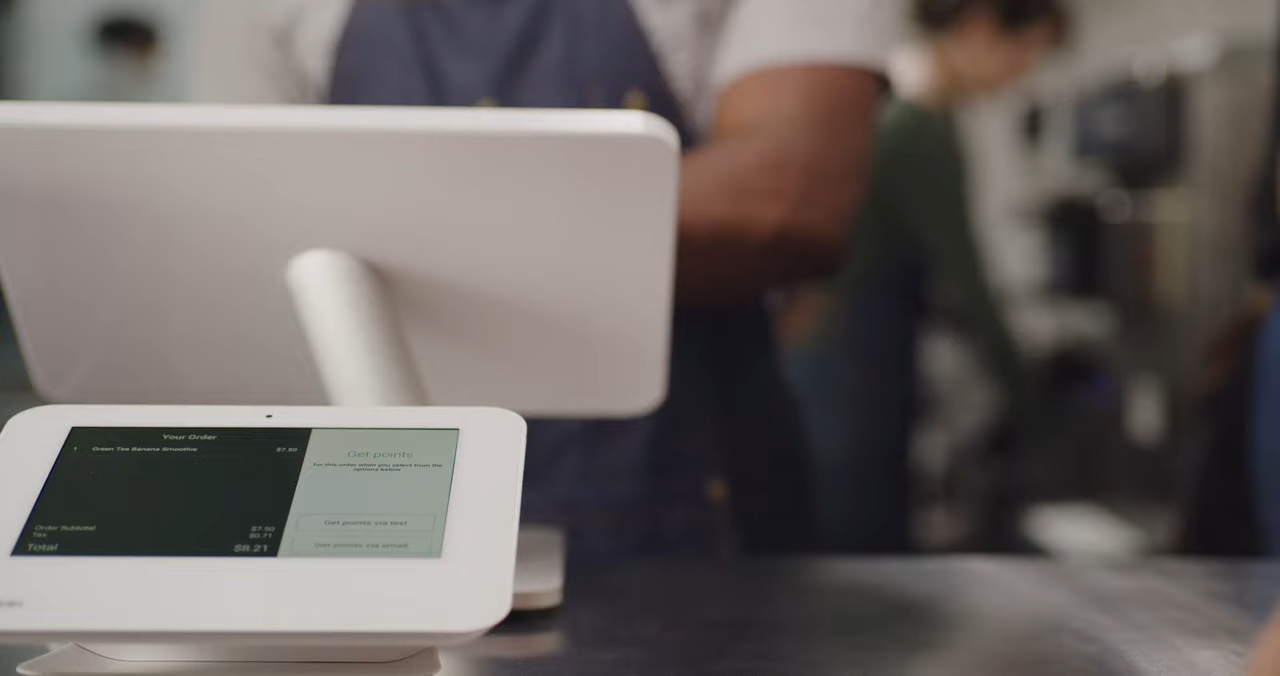 Your Order
1 Green Tea Banana Smoothie $7.50
Order Subtotal $7.50
Tax $0.71
Total $8.21
Get points
for this order when you select from the
options below
Get points via text
Get points via email